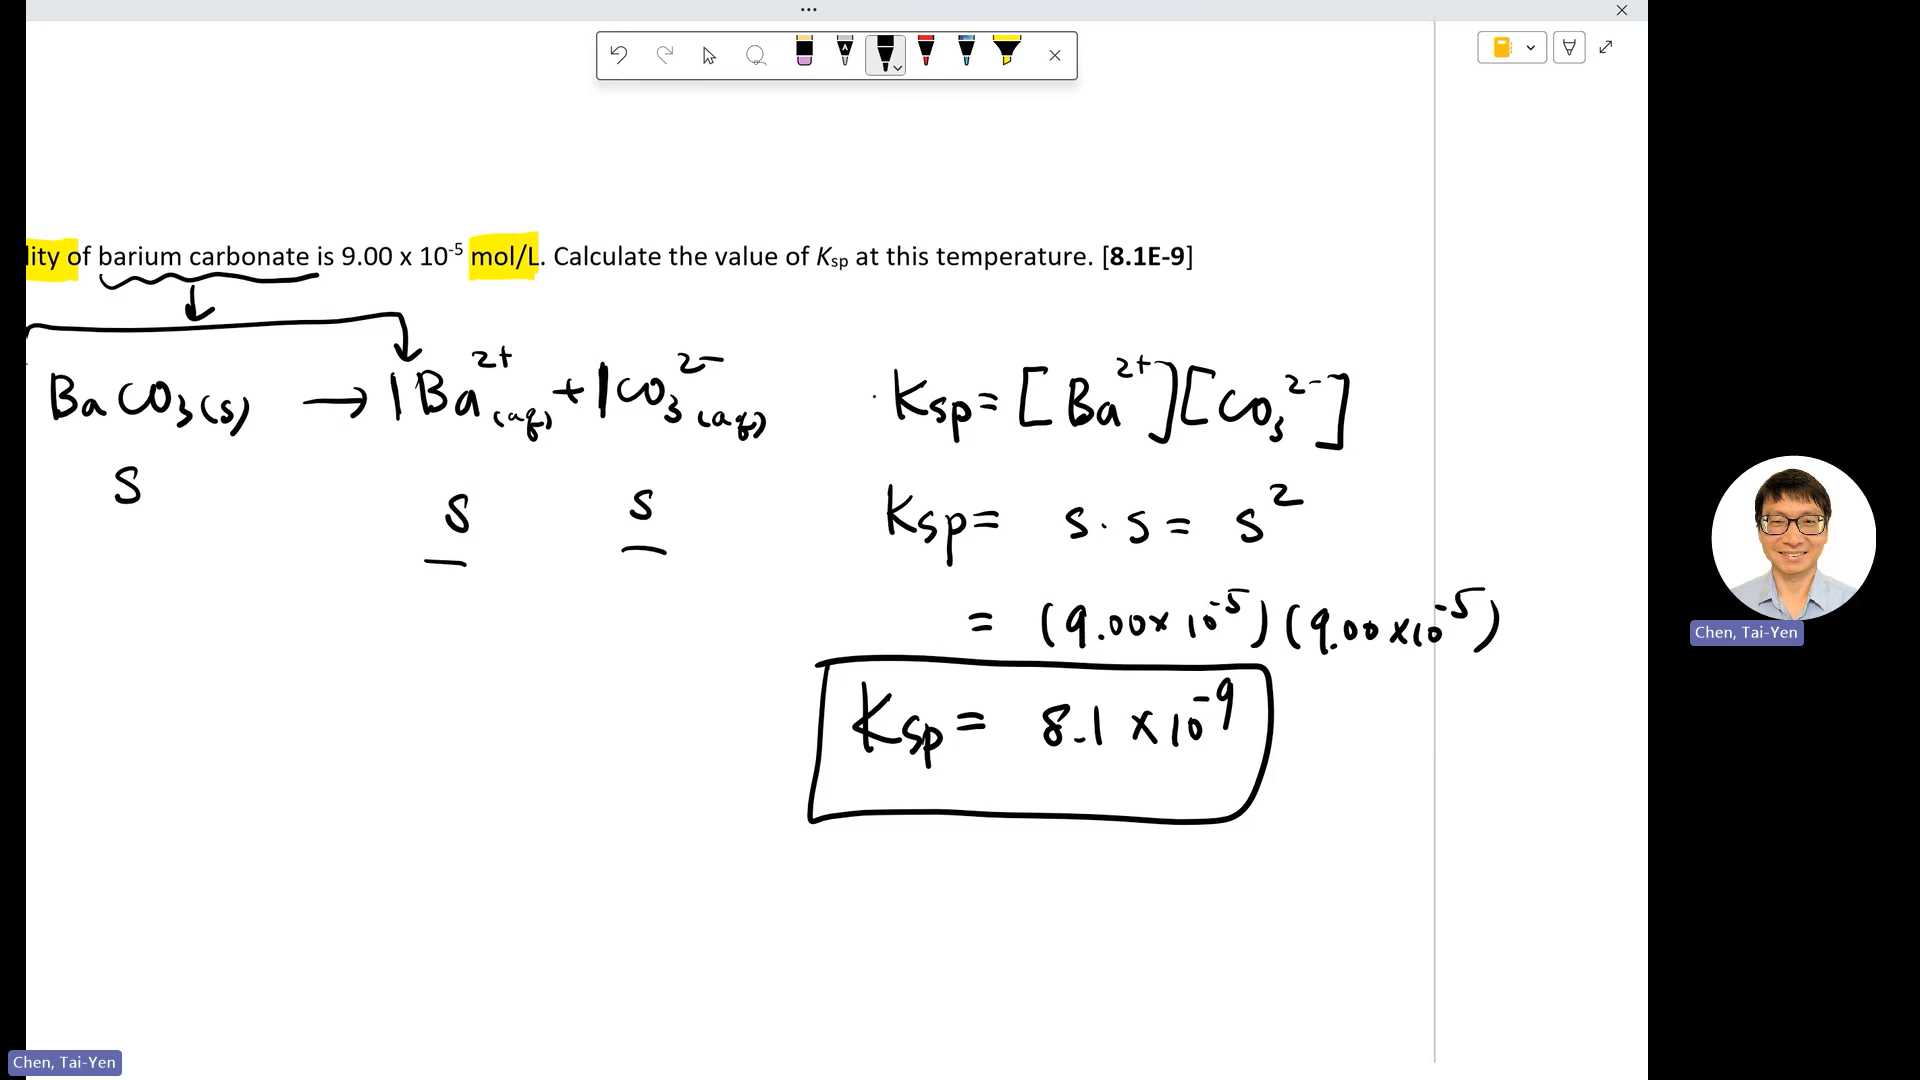 lity of barium carbonate is 9.00 x 10⁻⁵ mol/L. Calculate the value of Ksp at this temperature. [8.1E-9]
BaCO₃(s) → 1Ba²⁺(aq) + 1CO₃²⁻(aq)
Ksp = [Ba²⁺][CO₃²⁻]
S
S
S
Ksp = s · s = s²
= (9.00 x 10⁻⁵)(9.00 x 10⁻⁵)
Ksp = 8.1 x 10⁻⁹
Chen, Tai-Yen
Chen, Tai-Yen